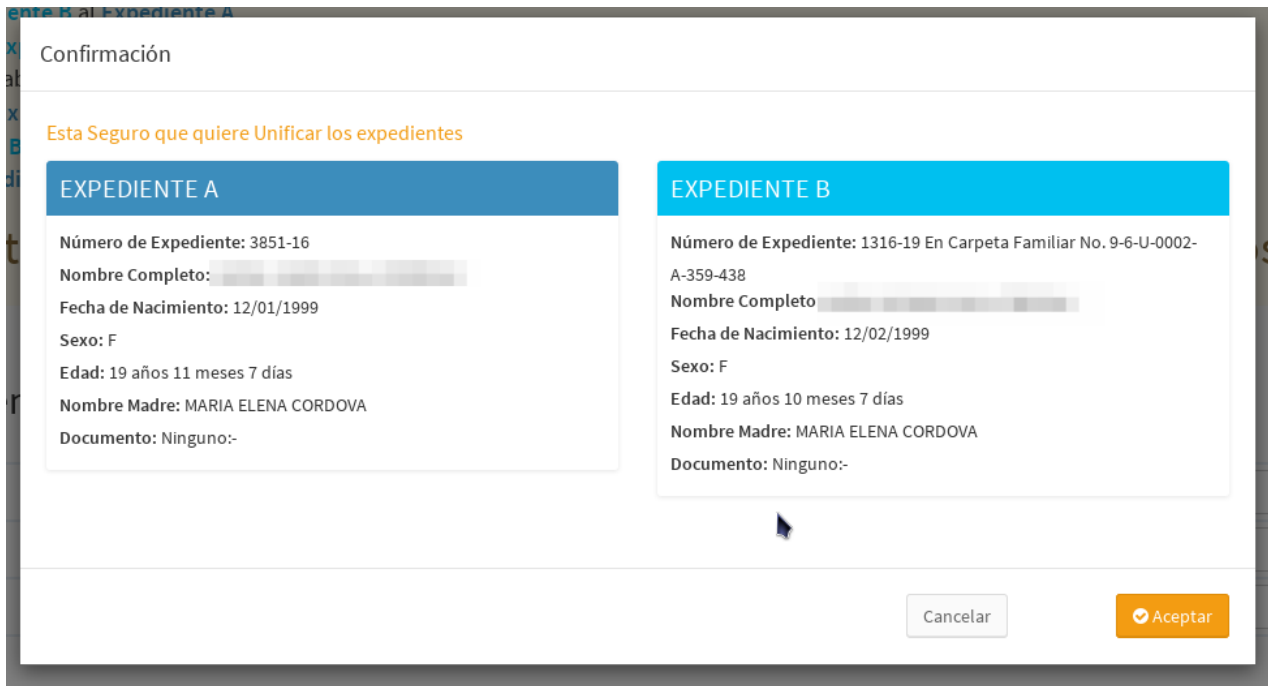 ente B al Expediente A
Confirmación
Esta Seguro que quiere Unificar los expedientes
EXPEDIENTE A
Número de Expediente: 3851-16
Nombre Completo:
Fecha de Nacimiento: 12/01/1999
Sexo: F
Edad: 19 años 11 meses 7 días
Nombre Madre: MARIA ELENA CORDOVA
Documento: Ninguno:-
EXPEDIENTE B
Número de Expediente: 1316-19 En Carpeta Familiar No. 9-6-U-0002-
A-359-438
Nombre Completo
Fecha de Nacimiento: 12/02/1999
Sexo: F
Edad: 19 años 10 meses 7 días
Nombre Madre: MARIA ELENA CORDOVA
Documento: Ninguno:-
Cancelar
Aceptar